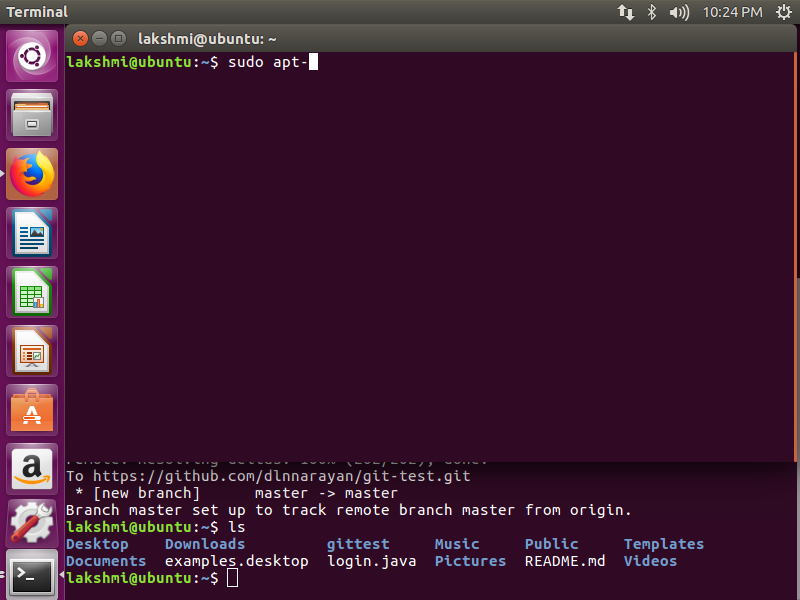 Terminal
10:24 PM
lakshmi@ubuntu: ~
lakshmi@ubuntu:~$ sudo apt-
To https://github.com/dlnnarayan/git-test.git
* [new branch] master -> master
Branch master set up to track remote branch master from origin.
lakshmi@ubuntu:~$ ls
Desktop Downloads gittest Music Public Templates
Documents examples.desktop login.java Pictures README.md Videos
lakshmi@ubuntu:~$